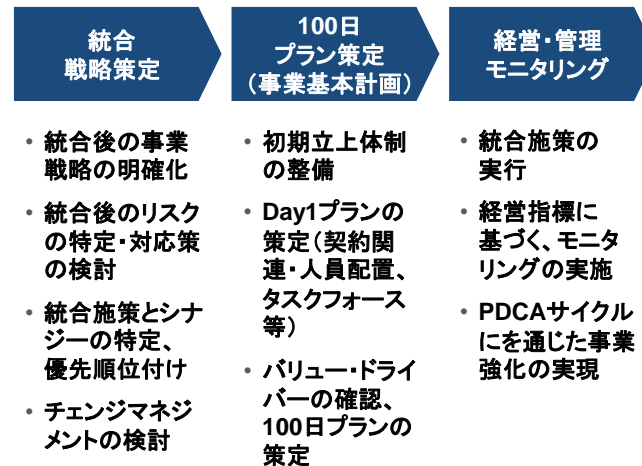 統合
戦略策定
100日
プラン策定
（事業基本計画）
経営・管理
モニタリング
・統合後の事業
戦略の明確化
・統合後のリスク
の特定・対応策
の検討
・統合施策とシナ
ジーの特定、
優先順位付け
・チェンジマネジ
メントの検討
・初期立上体制
の整備
・Day1プランの
策定（契約関
連・人員配置、
タスクフォース
等）
・バリュー・ドライ
バーの確認、
100日プランの
策定
・統合施策の
実行
・経営指標に
基づく、モニタ
リングの実施
・PDCAサイクル
にを通じた事業
強化の実現